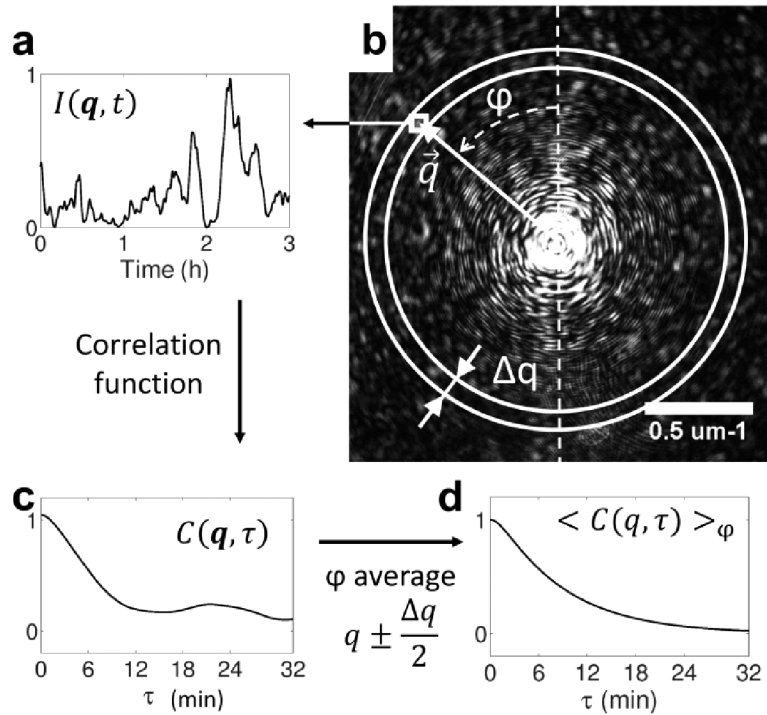 a
1
I(q, t)
0
0 1 2 3
Time (h)
b
φ
q⃗
Δq
0.5 um-1
Correlation
function
c
1
C(q, τ)
0
0 6 12 18 24 32
τ (min)
φ average
q ± Δq/2
d
1
< C(q, τ) >φ
0
0 6 12 18 24 32
τ (min)